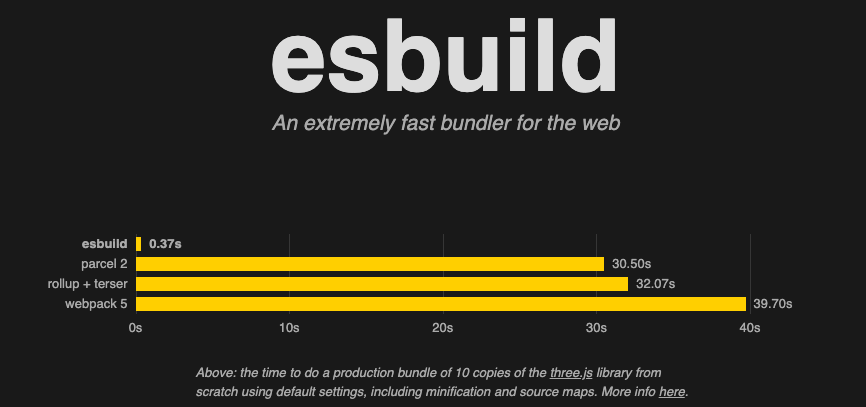 esbuild
An extremely fast bundler for the web
esbuild 0.37s
parcel 2 30.50s
rollup + terser 32.07s
webpack 5 39.70s
0s 10s 20s 30s 40s
Above: the time to do a production bundle of 10 copies of the three.js library from
scratch using default settings, including minification and source maps. More info here.